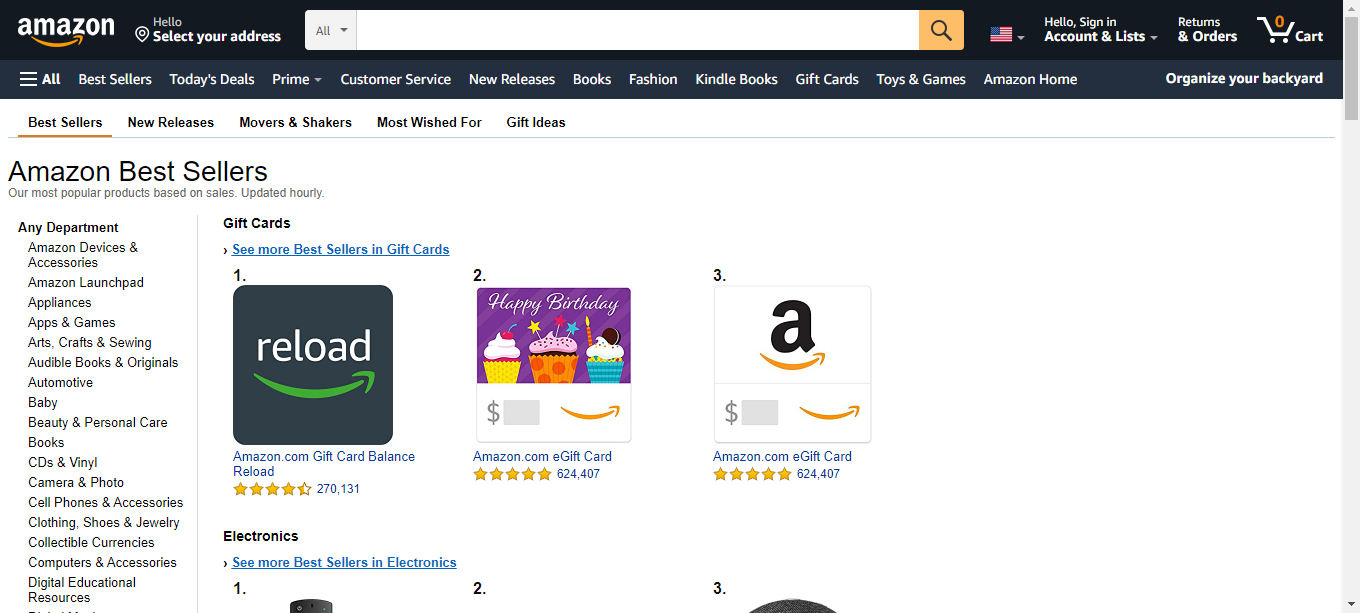 amazon
Hello
Select your address
All
Hello, Sign in
Account & Lists
Returns
& Orders
0
Cart
All
Best Sellers
Today's Deals
Prime
Customer Service
New Releases
Books
Fashion
Kindle Books
Gift Cards
Toys & Games
Amazon Home
Organize your backyard
Best Sellers
New Releases
Movers & Shakers
Most Wished For
Gift Ideas
Amazon Best Sellers
Our most popular products based on sales. Updated hourly.
Any Department
Amazon Devices &
Accessories
Amazon Launchpad
Appliances
Apps & Games
Arts, Crafts & Sewing
Audible Books & Originals
Automotive
Baby
Beauty & Personal Care
Books
CDs & Vinyl
Camera & Photo
Cell Phones & Accessories
Clothing, Shoes & Jewelry
Collectible Currencies
Computers & Accessories
Digital Educational
Resources
Gift Cards
› See more Best Sellers in Gift Cards
1.
reload
Amazon.com Gift Card Balance
Reload
270,131
2.
Happy Birthday
$
Amazon.com eGift Card
624,407
3.
a
$
Amazon.com eGift Card
624,407
Electronics
› See more Best Sellers in Electronics
1.
2.
3.